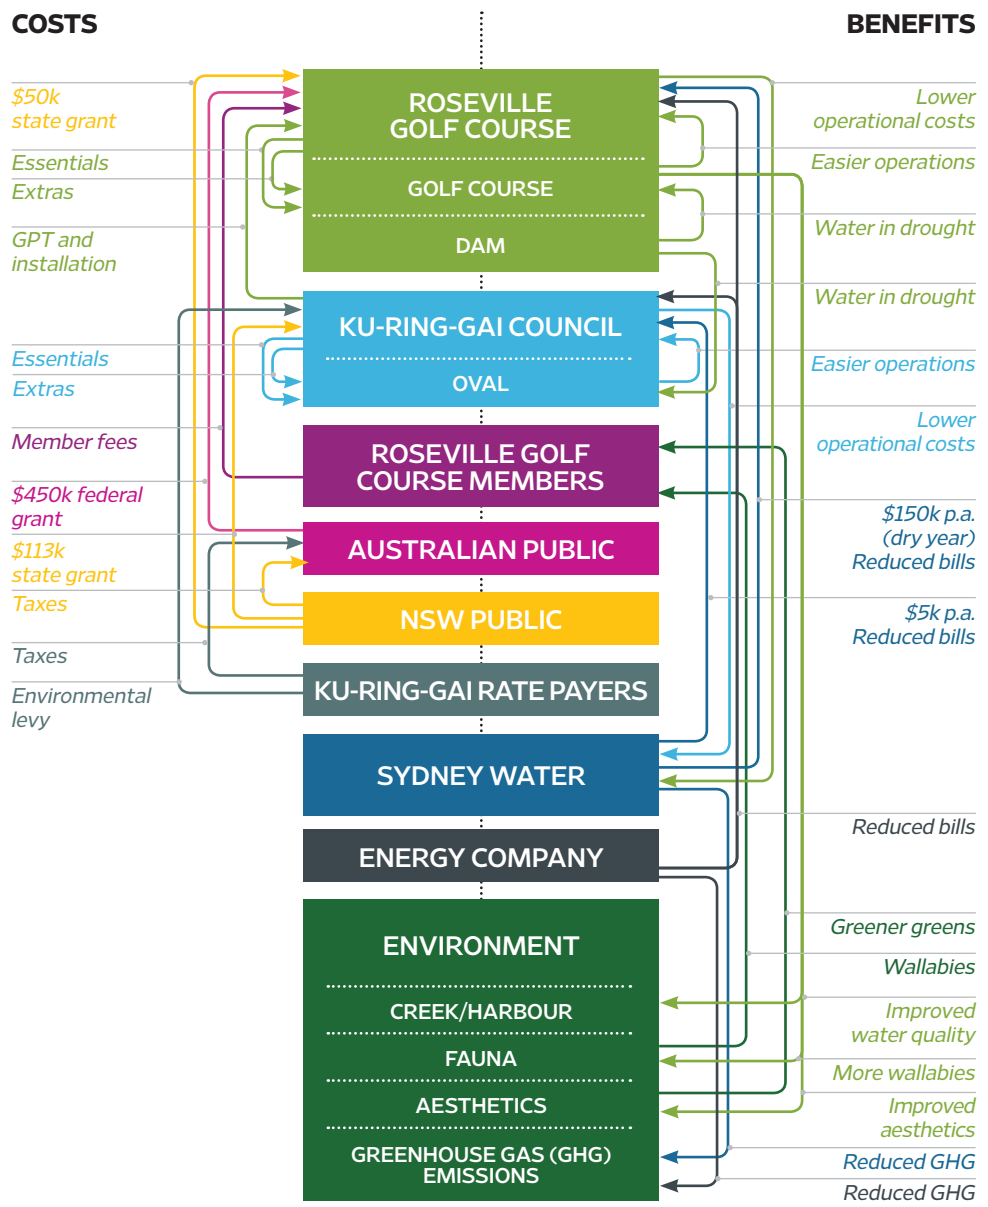 COSTS
BENEFITS
$50k
state grant
Essentials
Extras
GPT and
installation
Essentials
Extras
Member fees
$450k federal
grant
$113k
state grant
Taxes
Taxes
Environmental
levy
ROSEVILLE
GOLF COURSE
GOLF COURSE
DAM
KU-RING-GAI COUNCIL
OVAL
ROSEVILLE GOLF
COURSE MEMBERS
AUSTRALIAN PUBLIC
NSW PUBLIC
KU-RING-GAI RATE PAYERS
SYDNEY WATER
ENERGY COMPANY
ENVIRONMENT
CREEK/HARBOUR
FAUNA
AESTHETICS
GREENHOUSE GAS (GHG)
EMISSIONS
Lower
operational costs
Easier operations
Water in drought
Water in drought
Easier operations
Lower
operational costs
$150k p.a.
(dry year)
Reduced bills
$5k p.a.
Reduced bills
Reduced bills
Greener greens
Wallabies
Improved
water quality
More wallabies
Improved
aesthetics
Reduced GHG
Reduced GHG